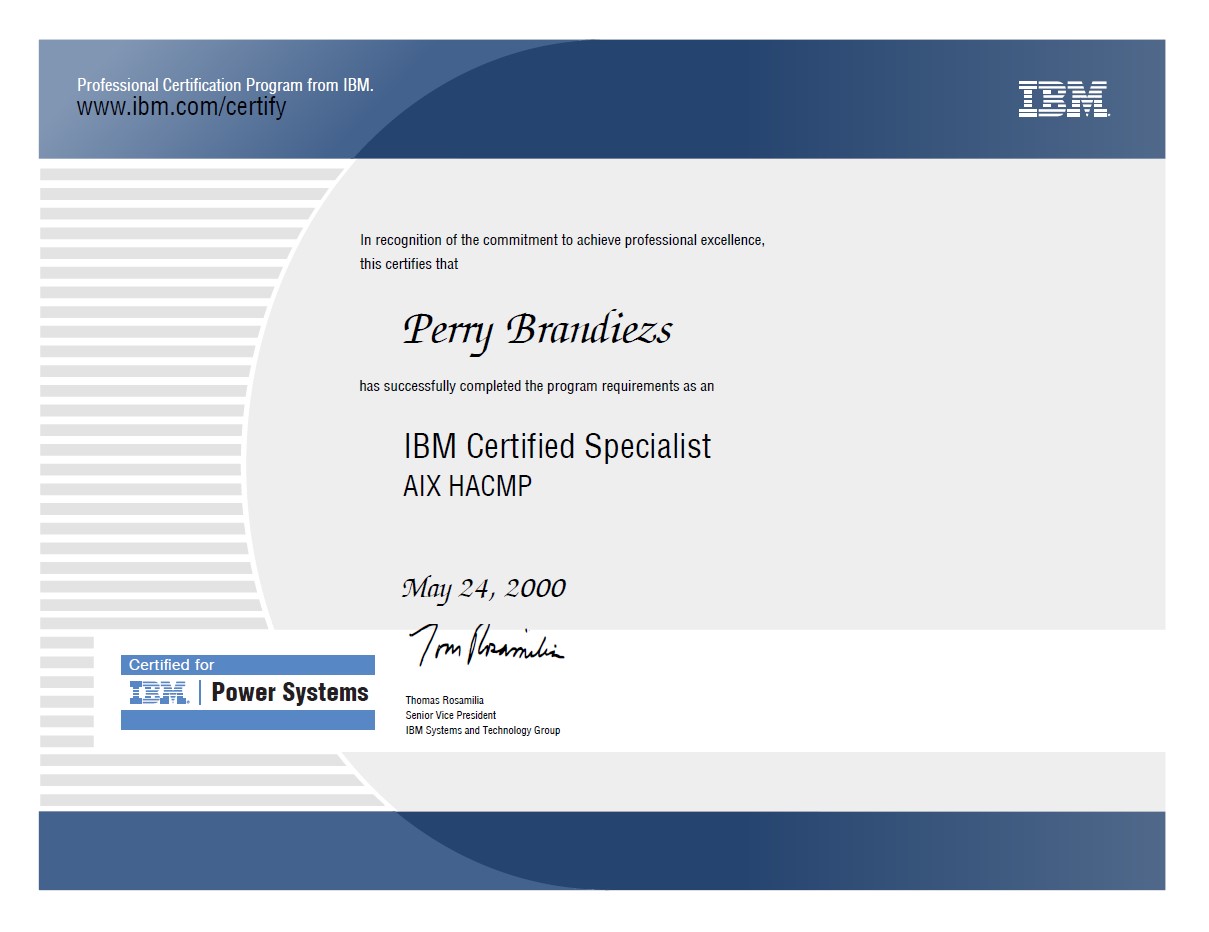 Professional Certification Program from IBM.
www.ibm.com/certify
IBM
In recognition of the commitment to achieve professional excellence,
this certifies that
Perry Brandiezs
has successfully completed the program requirements as an
IBM Certified Specialist
AIX HACMP
May 24, 2000
Tom Rosamilia
Certified for
IBM | Power Systems
Thomas Rosamilia
Senior Vice President
IBM Systems and Technology Group